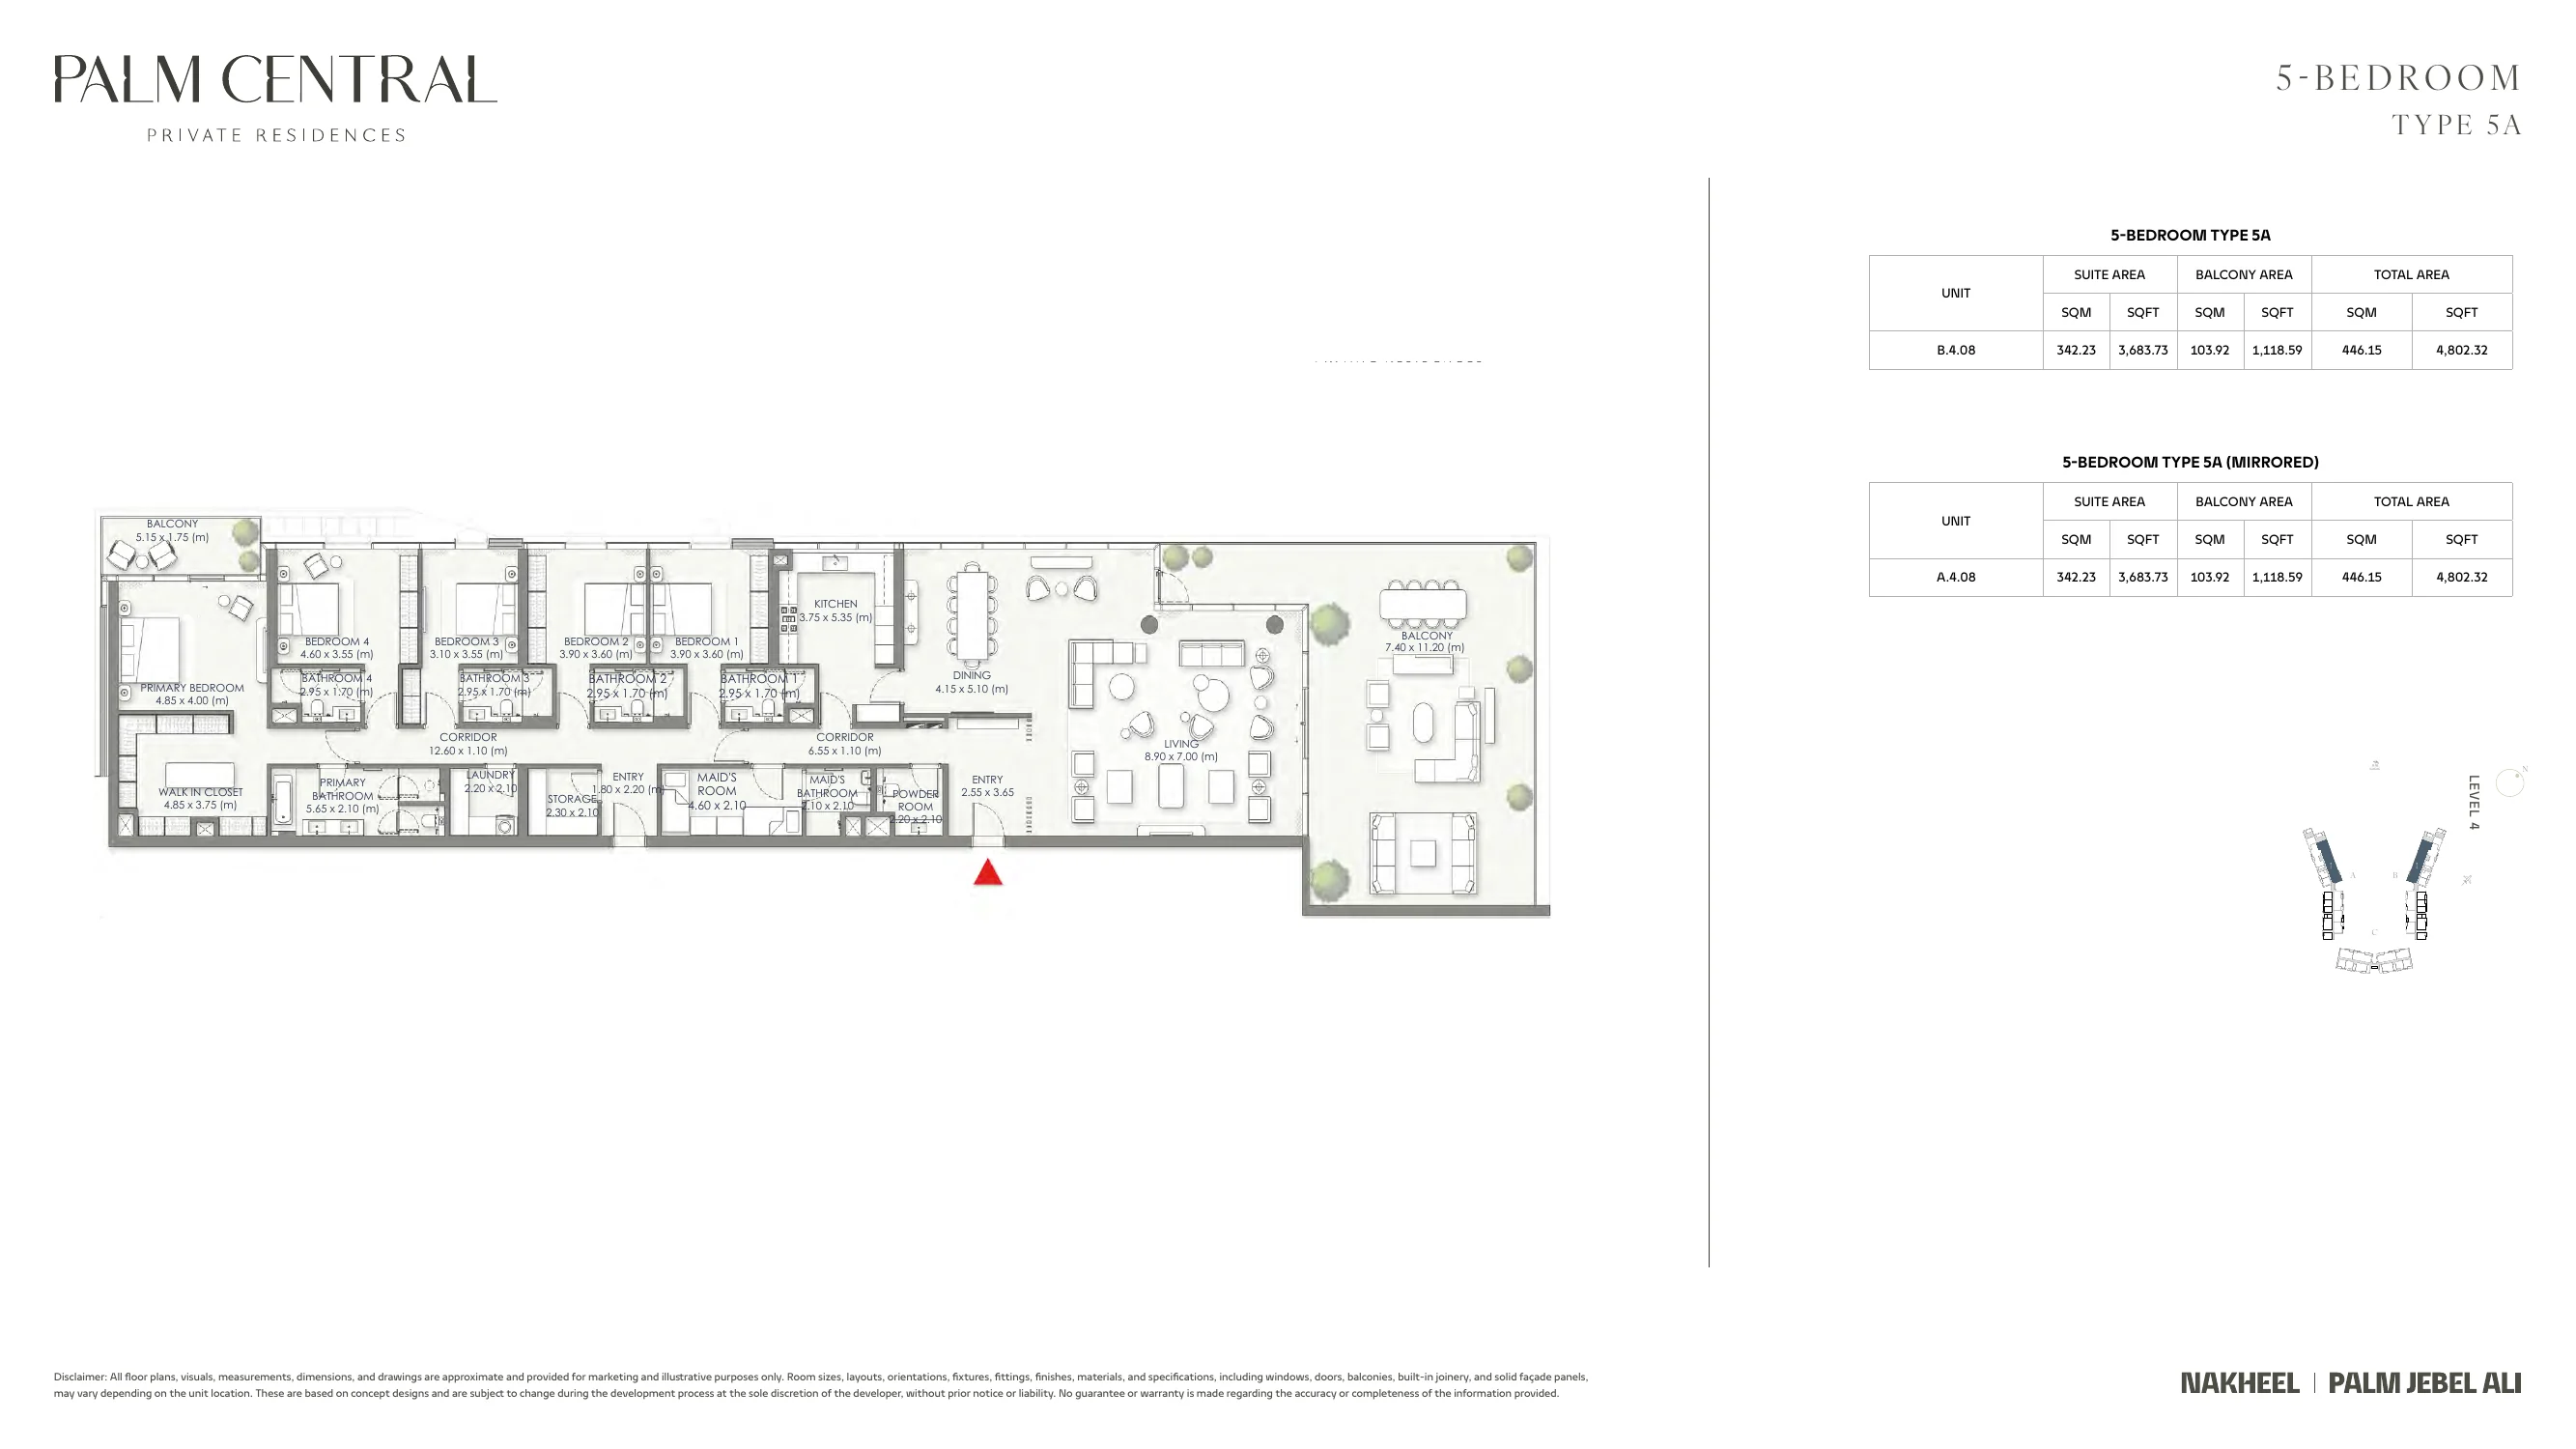 PALM CENTRAL
PRIVATE RESIDENCES
5-BEDROOM
TYPE 5A
5-BEDROOM TYPE 5A
UNIT SUITE AREA BALCONY AREA TOTAL AREA
SQM SQFT SQM SQFT SQM SQFT
B.4.08 342.23 3,683.73 103.92 1,118.59 446.15 4,802.32
5-BEDROOM TYPE 5A (MIRRORED)
UNIT SUITE AREA BALCONY AREA TOTAL AREA
SQM SQFT SQM SQFT SQM SQFT
A.4.08 342.23 3,683.73 103.92 1,118.59 446.15 4,802.32
BALCONY
5.15 x 1.75 (m)
KITCHEN
3.75 x 5.35 (m)
BEDROOM 4
4.60 x 3.55 (m)
BEDROOM 3
3.10 x 3.55 (m)
BEDROOM 2
3.90 x 3.60 (m)
BEDROOM 1
3.90 x 3.60 (m)
BALCONY
7.40 x 11.20 (m)
PRIMARY BEDROOM
4.85 x 4.00 (m)
BATHROOM 4
2.95 x 1.70 (m)
BATHROOM 3
2.95 x 1.70 (m)
BATHROOM 2
2.95 x 1.70 (m)
BATHROOM 1
2.95 x 1.70 (m)
DINING
4.15 x 5.10 (m)
CORRIDOR
12.60 x 1.10 (m)
CORRIDOR
6.55 x 1.10 (m)
LIVING
8.90 x 7.00 (m)
WALK IN CLOSET
4.85 x 3.75 (m)
PRIMARY
BATHROOM
5.65 x 2.10 (m)
LAUNDRY
2.20 x 2.10
STORAGE
2.30 x 2.10
ENTRY
1.80 x 2.20 (m)
MAID'S
ROOM
4.60 x 2.10
MAID'S
BATHROOM
2.10 x 2.10
POWDER
ROOM
2.20 x 2.10
ENTRY
2.55 x 3.65
LEVEL 4
N
A
B
C
Disclaimer: All floor plans, visuals, measurements, dimensions, and drawings are approximate and provided for marketing and illustrative purposes only. Room sizes, layouts, orientations, fixtures, fittings, finishes, materials, and specifications, including windows, doors, balconies, built-in joinery, and solid façade panels,
may vary depending on the unit location. These are based on concept designs and are subject to change during the development process at the sole discretion of the developer, without prior notice or liability. No guarantee or warranty is made regarding the accuracy or completeness of the information provided.
NAKHEEL | PALM JEBEL ALI